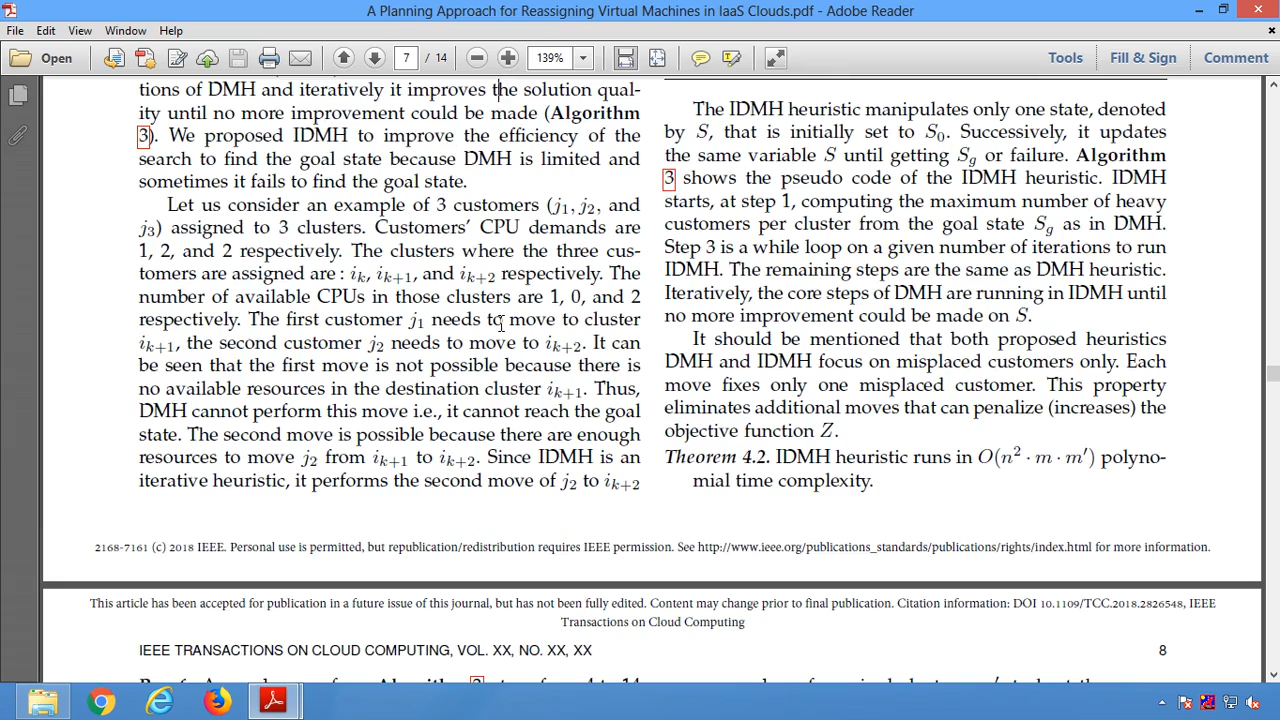 A Planning Approach for Reassigning Virtual Machines in IaaS Clouds.pdf - Adobe Reader
File Edit View Window Help
Open 7 / 14 139% Tools Fill & Sign Comment
tions of DMH and iteratively it improves the solution qual-
ity until no more improvement could be made (Algorithm
3). We proposed IDMH to improve the efficiency of the
search to find the goal state because DMH is limited and
sometimes it fails to find the goal state.
Let us consider an example of 3 customers (j1, j2, and
j3) assigned to 3 clusters. Customers' CPU demands are
1, 2, and 2 respectively. The clusters where the three cus-
tomers are assigned are : ik, ik+1, and ik+2 respectively. The
number of available CPUs in those clusters are 1, 0, and 2
respectively. The first customer j1 needs to move to cluster
ik+1, the second customer j2 needs to move to ik+2. It can
be seen that the first move is not possible because there is
no available resources in the destination cluster ik+1. Thus,
DMH cannot perform this move i.e., it cannot reach the goal
state. The second move is possible because there are enough
resources to move j2 from ik+1 to ik+2. Since IDMH is an
iterative heuristic, it performs the second move of j2 to ik+2
The IDMH heuristic manipulates only one state, denoted
by S, that is initially set to S0. Successively, it updates
the same variable S until getting Sg or failure. Algorithm
3 shows the pseudo code of the IDMH heuristic. IDMH
starts, at step 1, computing the maximum number of heavy
customers per cluster from the goal state Sg as in DMH.
Step 3 is a while loop on a given number of iterations to run
IDMH. The remaining steps are the same as DMH heuristic.
Iteratively, the core steps of DMH are running in IDMH until
no more improvement could be made on S.
It should be mentioned that both proposed heuristics
DMH and IDMH focus on misplaced customers only. Each
move fixes only one misplaced customer. This property
eliminates additional moves that can penalize (increases) the
objective function Z.
Theorem 4.2. IDMH heuristic runs in O(n² · m · m′) polyno-
mial time complexity.
2168-7161 (c) 2018 IEEE. Personal use is permitted, but republication/redistribution requires IEEE permission. See http://www.ieee.org/publications_standards/publications/rights/index.html for more information.
This article has been accepted for publication in a future issue of this journal, but has not been fully edited. Content may change prior to final publication. Citation information: DOI 10.1109/TCC.2018.2826548, IEEE
Transactions on Cloud Computing
IEEE TRANSACTIONS ON CLOUD COMPUTING, VOL. XX, NO. XX, XX 8